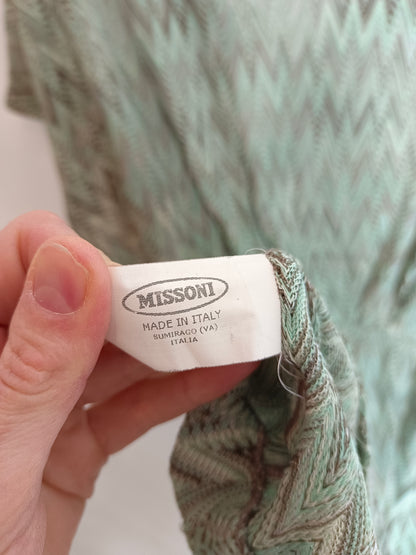 MISSONI
MADE IN ITALY
SUMIRAGO (VA)
ITALIA